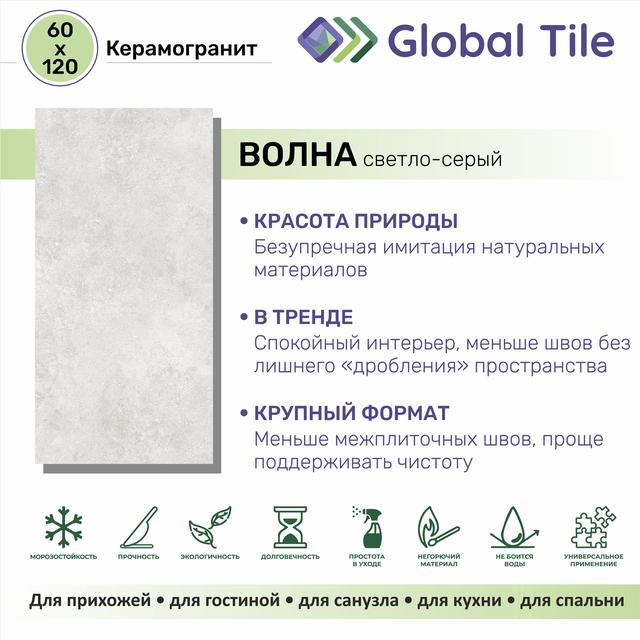 60
х
120
Керамогранит
Global Tile
ВОЛНА светло-серый
• КРАСОТА ПРИРОДЫ
Безупречная имитация натуральных
материалов
• В ТРЕНДЕ
Спокойный интерьер, меньше швов без
лишнего «дробления» пространства
• КРУПНЫЙ ФОРМАТ
Меньше межплиточных швов, проще
поддерживать чистоту
МОРОЗОСТОЙКОСТЬ
ПРОЧНОСТЬ
ЭКОЛОГИЧНОСТЬ
ДОЛГОВЕЧНОСТЬ
ПРОСТОТА
В УХОДЕ
НЕГОРЮЧИЙ
МАТЕРИАЛ
НЕ БОИТСЯ
ВОДЫ
УНИВЕРСАЛЬНОЕ
ПРИМЕНЕНИЕ
Для прихожей • для гостиной • для санузла • для кухни • для спальни